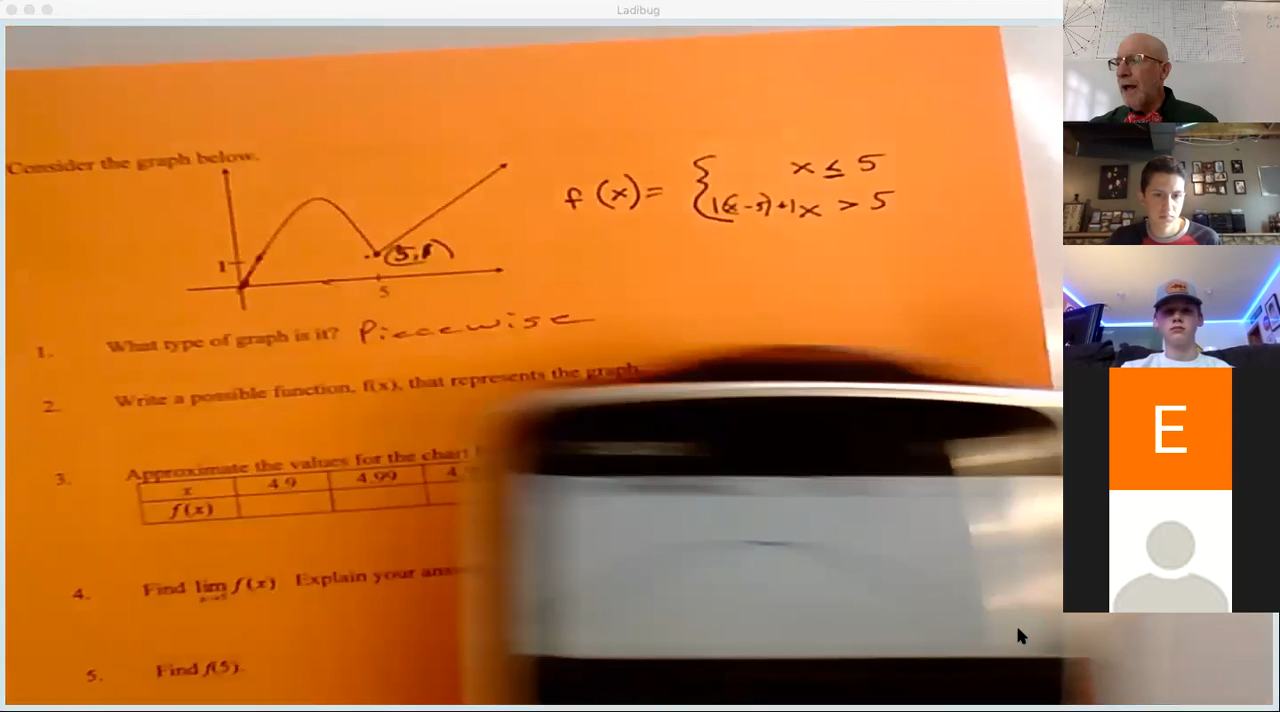 Ladibug
Consider the graph below.
f(x)= { x ≤ 5
1(x-5)+1 x > 5
1
(5,1)
5
1. What type of graph is it? Piecewise
2. Write a possible function, f(x), that represents the graph.
3. Approximate the values for the chart
x 4.9 4.99
f(x)
4. Find lim f(x) Explain your
5. Find f(5).
E